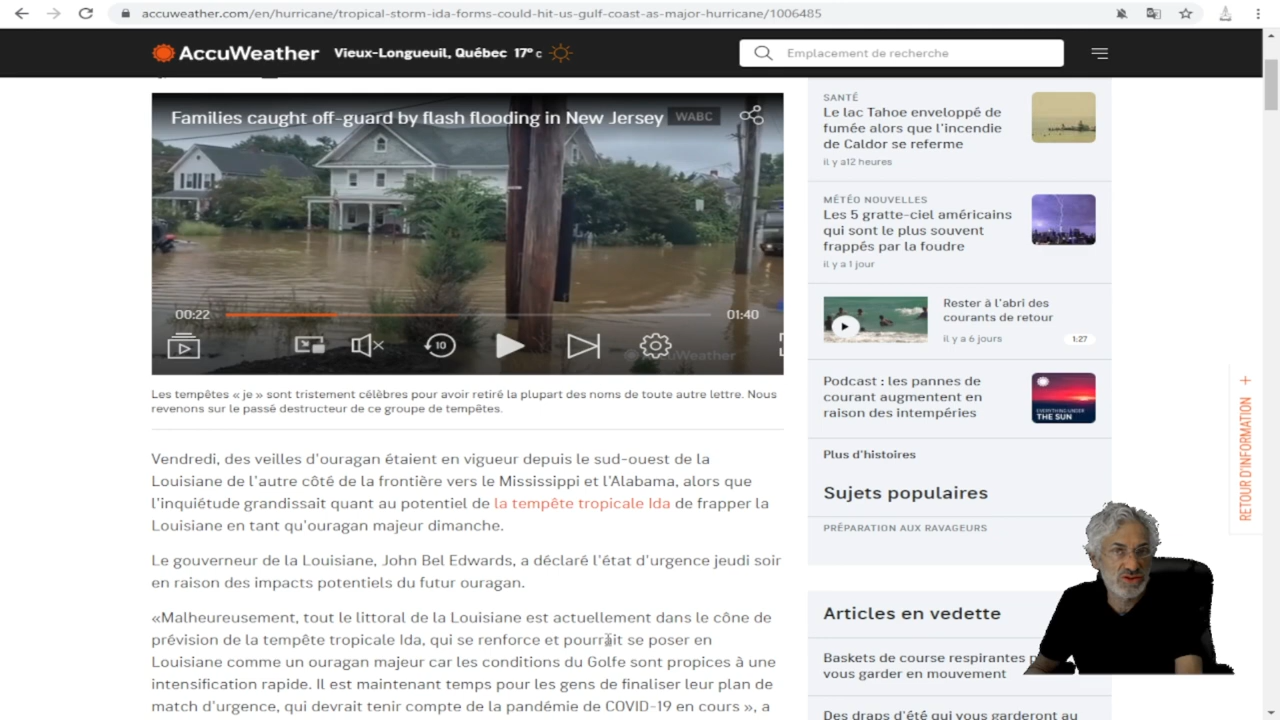 accuweather.com/en/hurricane/tropical-storm-ida-forms-could-hit-us-gulf-coast-as-major-hurricane/1006485
AccuWeather
Vieux-Longueuil, Québec 17° c
Emplacement de recherche
Families caught off-guard by flash flooding in New Jersey
WABC
00:22
01:40
10
AccuWeather
Les tempêtes « je » sont tristement célèbres pour avoir retiré la plupart des noms de toute autre lettre. Nous
revenons sur le passé destructeur de ce groupe de tempêtes.
Vendredi, des veilles d'ouragan étaient en vigueur depuis le sud-ouest de la
Louisiane de l'autre côté de la frontière vers le Mississippi et l'Alabama, alors que
l'inquiétude grandissait quant au potentiel de la tempête tropicale Ida de frapper la
Louisiane en tant qu'ouragan majeur dimanche.
Le gouverneur de la Louisiane, John Bel Edwards, a déclaré l'état d'urgence jeudi soir
en raison des impacts potentiels du futur ouragan.
«Malheureusement, tout le littoral de la Louisiane est actuellement dans le cône de
prévision de la tempête tropicale Ida, qui se renforce et pourrait se poser en
Louisiane comme un ouragan majeur car les conditions du Golfe sont propices à une
intensification rapide. Il est maintenant temps pour les gens de finaliser leur plan de
match d'urgence, qui devrait tenir compte de la pandémie de COVID-19 en cours », a
SANTÉ
Le lac Tahoe enveloppé de
fumée alors que l'incendie
de Caldor se referme
il y a12 heures
MÉTÉO NOUVELLES
Les 5 gratte-ciel américains
qui sont le plus souvent
frappés par la foudre
il y a 1 jour
Rester à l'abri des
courants de retour
il y a 6 jours
1:27
Podcast : les pannes de
courant augmentent en
raison des intempéries
EVERYTHING UNDER
THE SUN
Plus d'histoires
Sujets populaires
PRÉPARATION AUX RAVAGEURS
Articles en vedette
Baskets de course respirantes
vous garder en mouvement
Des draps d'été qui vous garderont au
RETOUR D'INFORMATION +